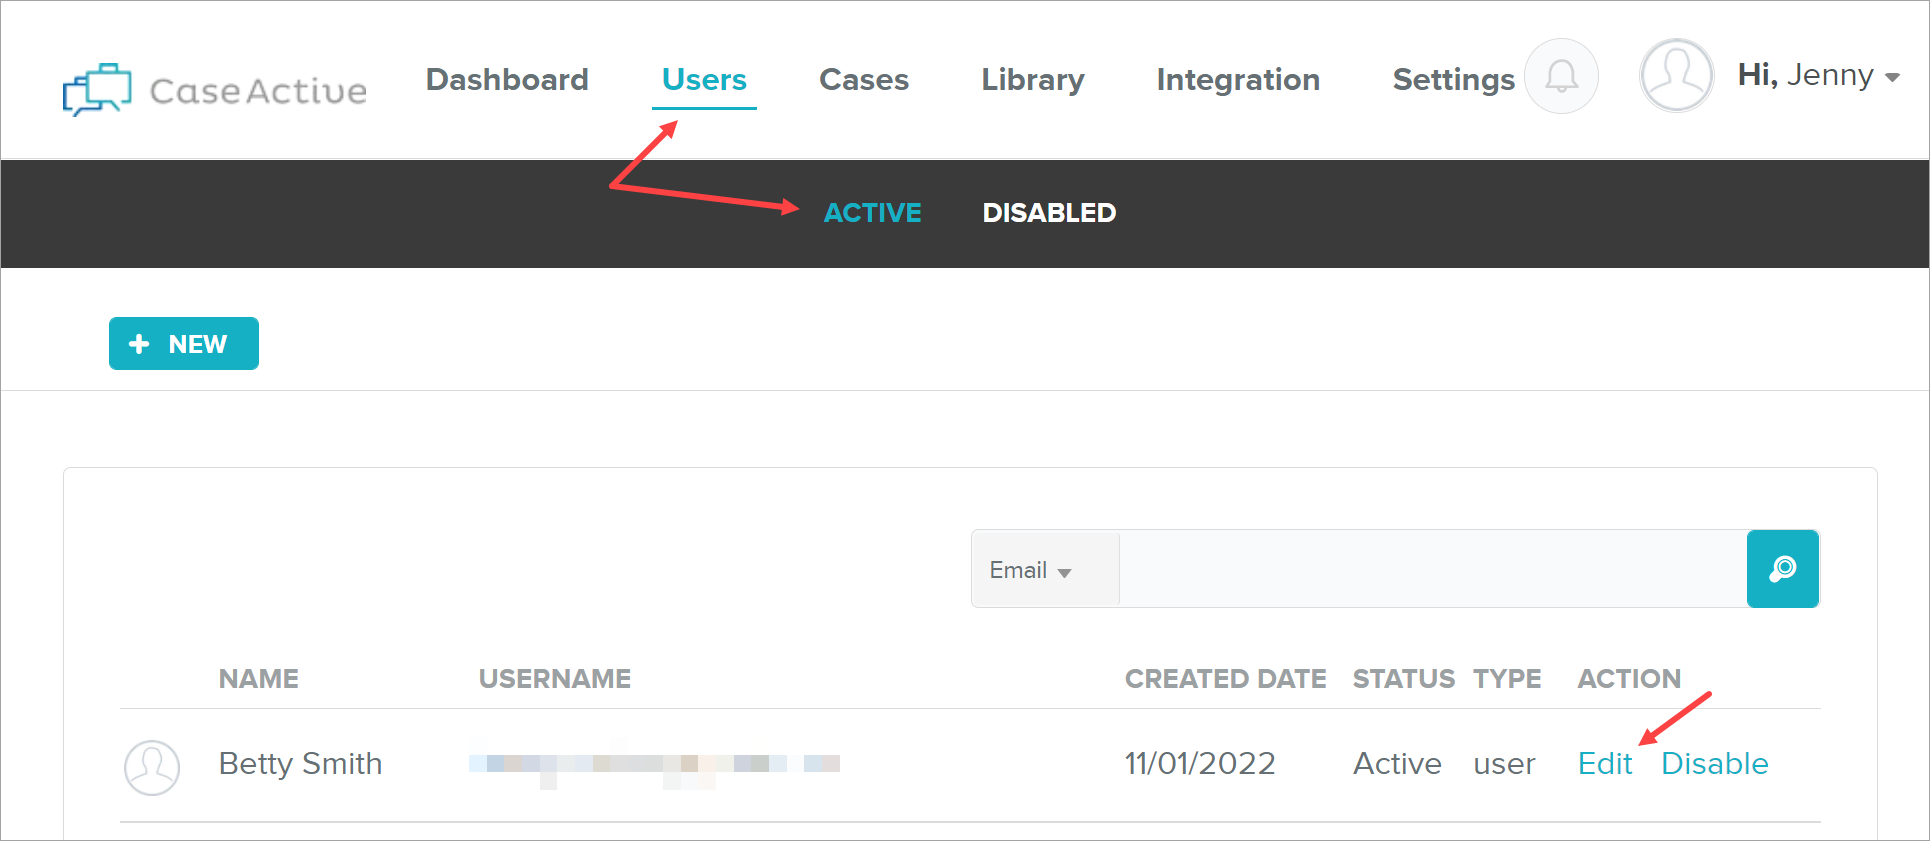 CaseActive
Dashboard Users Cases Library Integration Settings Hi, Jenny
ACTIVE DISABLED
+ NEW
Email
NAME USERNAME CREATED DATE STATUS TYPE ACTION
Betty Smith 11/01/2022 Active user Edit Disable